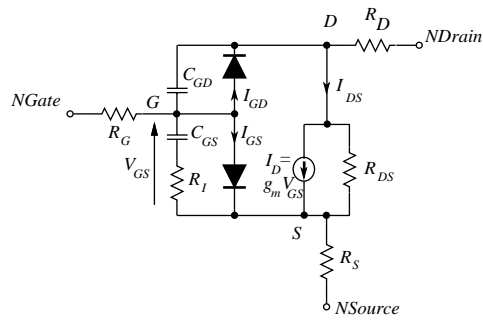 D
R_D
NDrain
C_GD
I_DS
NGate
G
I_GD
R_G
C_GS
I_GS
V_GS
R_I
I_D=
g_m V_GS
R_DS
S
R_S
NSource